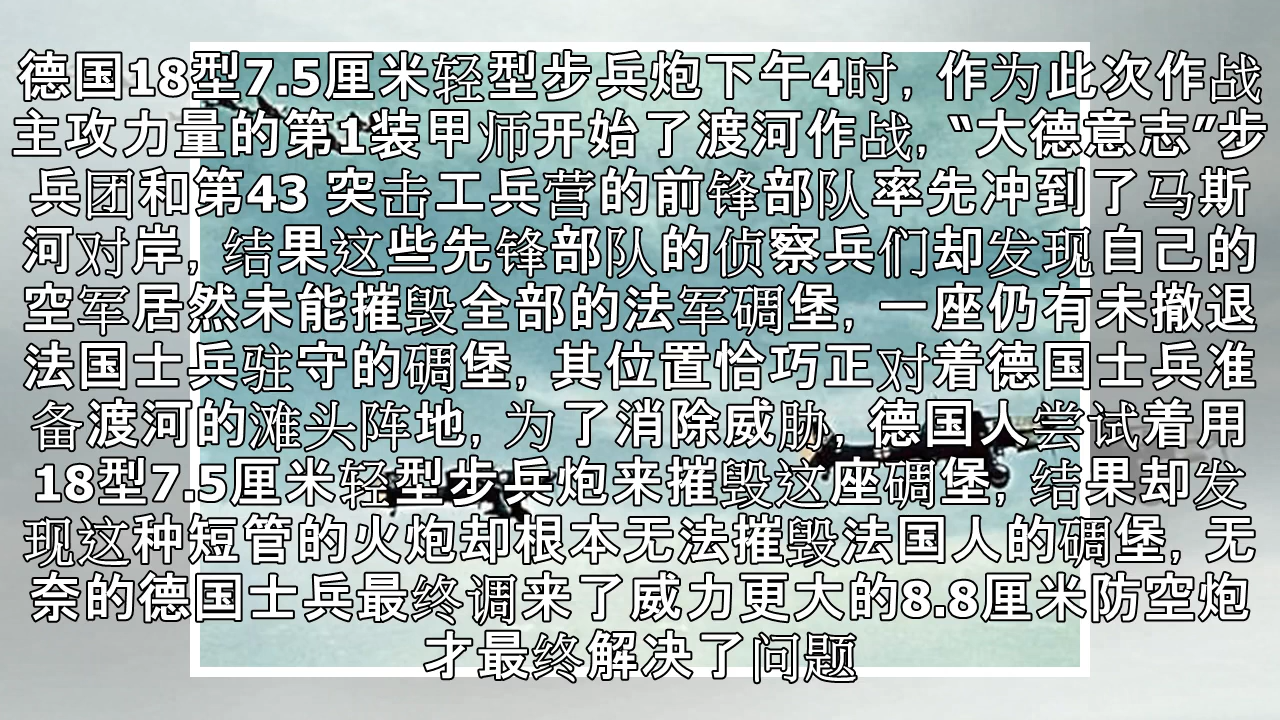 德国18型7.5厘米轻型步兵炮下午4时, 作为此次作战
主攻力量的第1装甲师开始了渡河作战, “大德意志”步
兵团和第43 突击工兵营的前锋部队率先冲到了马斯
河对岸, 结果这些先锋部队的侦察兵们却发现自己的
空军居然未能摧毁全部的法军碉堡, 一座仍有未撤退
法国士兵驻守的碉堡, 其位置恰巧正对着德国士兵准
备渡河的滩头阵地, 为了消除威胁, 德国人尝试着用
18型7.5厘米轻型步兵炮来摧毁这座碉堡, 结果却发
现这种短管的火炮却根本无法摧毁法国人的碉堡, 无
奈的德国士兵最终调来了威力更大的8.8厘米防空炮
才最终解决了问题